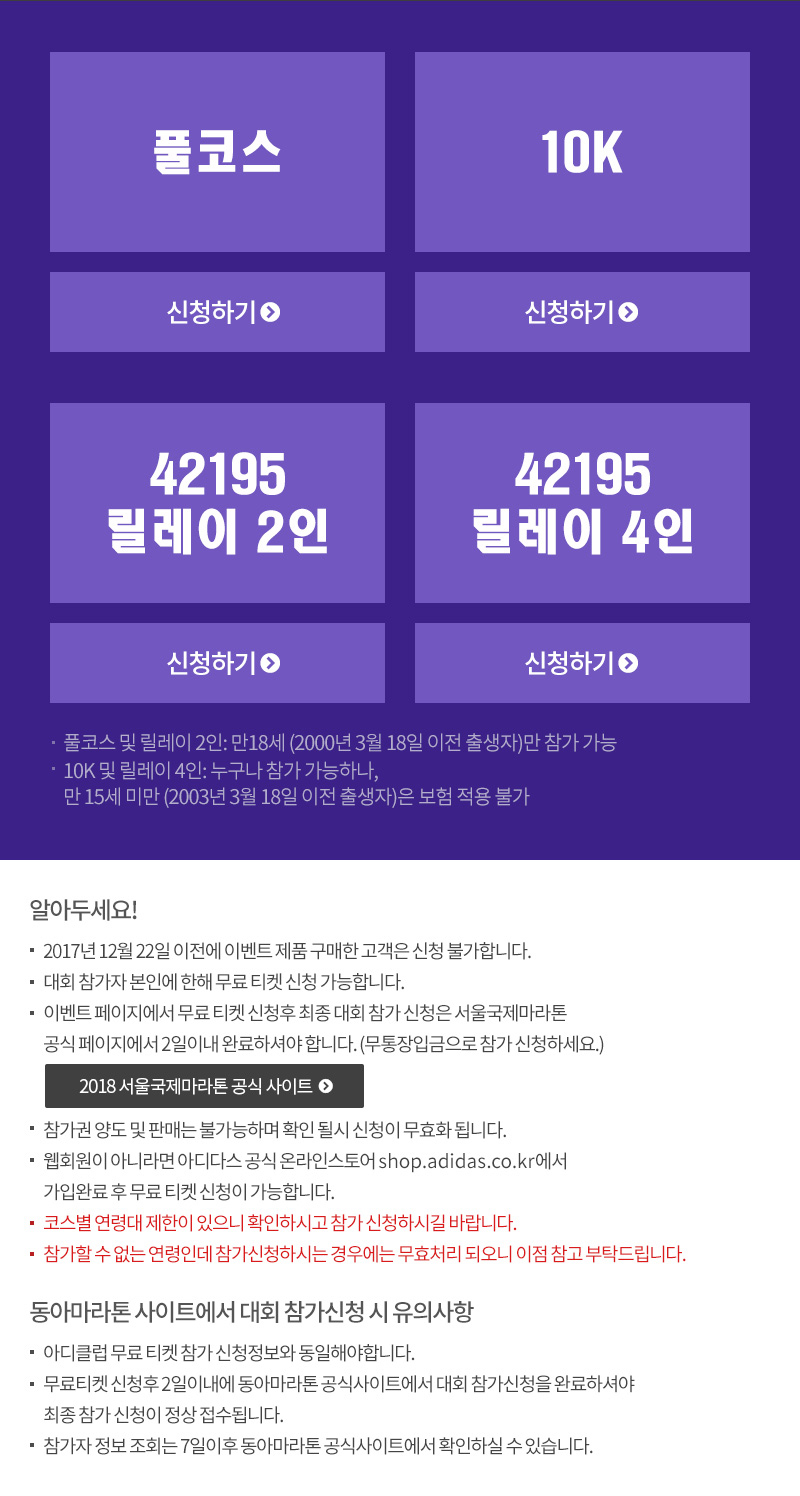 풀코스
10K
신청하기
신청하기
42195
릴레이 2인
42195
릴레이 4인
신청하기
신청하기
· 풀코스 및 릴레이 2인: 만18세 (2000년 3월 18일 이전 출생자)만 참가 가능
· 10K 및 릴레이 4인: 누구나 참가 가능하나,
만 15세 미만 (2003년 3월 18일 이전 출생자)은 보험 적용 불가
알아두세요!
· 2017년 12월 22일 이전에 이벤트 제품 구매한 고객은 신청 불가합니다.
· 대회 참가자 본인에 한해 무료 티켓 신청 가능합니다.
· 이벤트 페이지에서 무료 티켓 신청후 최종 대회 참가 신청은 서울국제마라톤
공식 페이지에서 2일이내 완료하셔야 합니다. (무통장입금으로 참가 신청하세요.)
2018 서울국제마라톤 공식 사이트
· 참가권 양도 및 판매는 불가능하며 확인 될시 신청이 무효화 됩니다.
· 웹회원이 아니라면 아디다스 공식 온라인스토어 shop.adidas.co.kr에서
가입완료 후 무료 티켓 신청이 가능합니다.
· 코스별 연령대 제한이 있으니 확인하시고 참가 신청하시길 바랍니다.
· 참가할 수 없는 연령인데 참가신청하시는 경우에는 무효처리 되오니 이점 참고 부탁드립니다.
동아마라톤 사이트에서 대회 참가신청 시 유의사항
· 아디클럽 무료 티켓 참가 신청정보와 동일해야합니다.
· 무료티켓 신청후 2일이내에 동아마라톤 공식사이트에서 대회 참가신청을 완료하셔야
최종 참가 신청이 정상 접수됩니다.
· 참가자 정보 조회는 7일이후 동아마라톤 공식사이트에서 확인하실 수 있습니다.